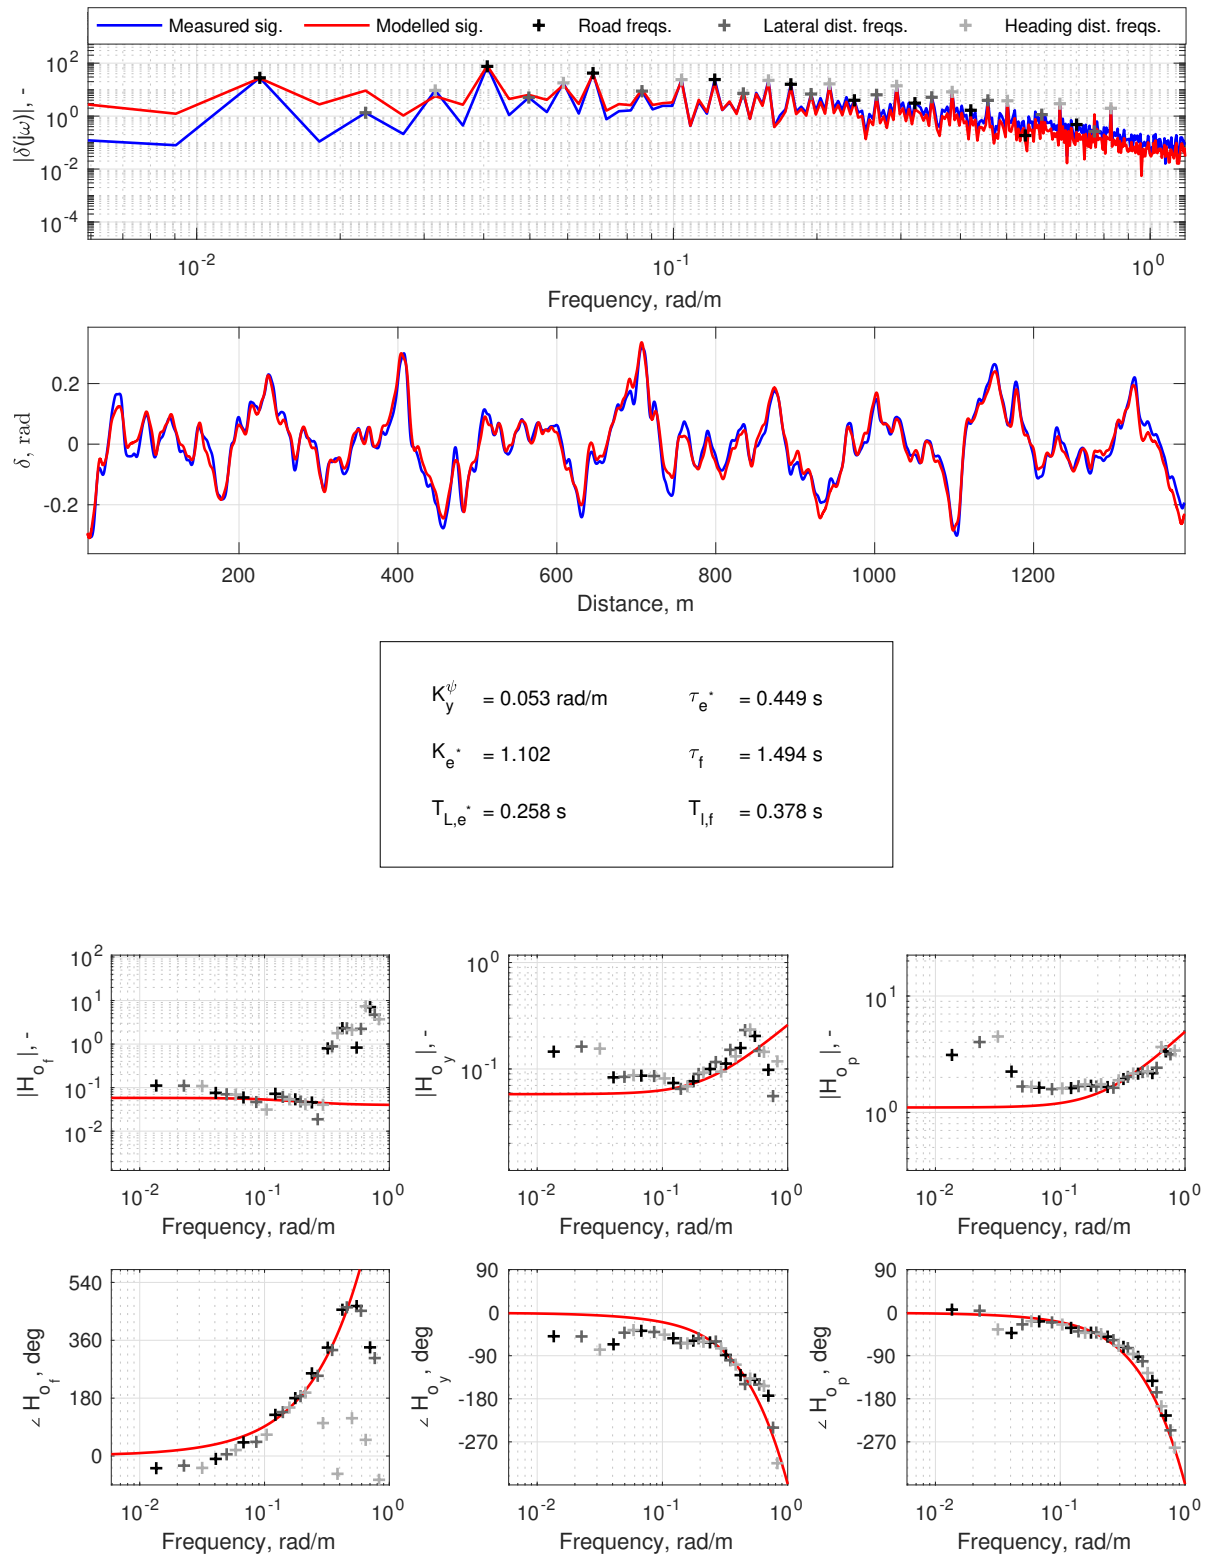 Measured sig. Modelled sig. Road freqs. Lateral dist. freqs. Heading dist. freqs.
|δ(jω)|, -
10^2
10^0
10^-2
10^-4
10^-2 10^-1 10^0
Frequency, rad/m
δ, rad
0.2
0
-0.2
200 400 600 800 1000 1200
Distance, m
K_y^ψ = 0.053 rad/m τ_e* = 0.449 s
K_e* = 1.102 τ_f = 1.494 s
T_L,e* = 0.258 s T_l,f = 0.378 s
|H_o_f|, -
10^2
10^1
10^0
10^-1
10^-2
10^-2 10^-1 10^0
Frequency, rad/m
|H_o_y|, -
10^0
10^-1
10^-2 10^-1 10^0
Frequency, rad/m
|H_o_p|, -
10^1
10^0
10^-2 10^-1 10^0
Frequency, rad/m
∠ H_o_f, deg
540
360
180
0
10^-2 10^-1 10^0
Frequency, rad/m
∠ H_o_y, deg
90
0
-90
-180
-270
10^-2 10^-1 10^0
Frequency, rad/m
∠ H_o_p, deg
90
0
-90
-180
-270
10^-2 10^-1 10^0
Frequency, rad/m